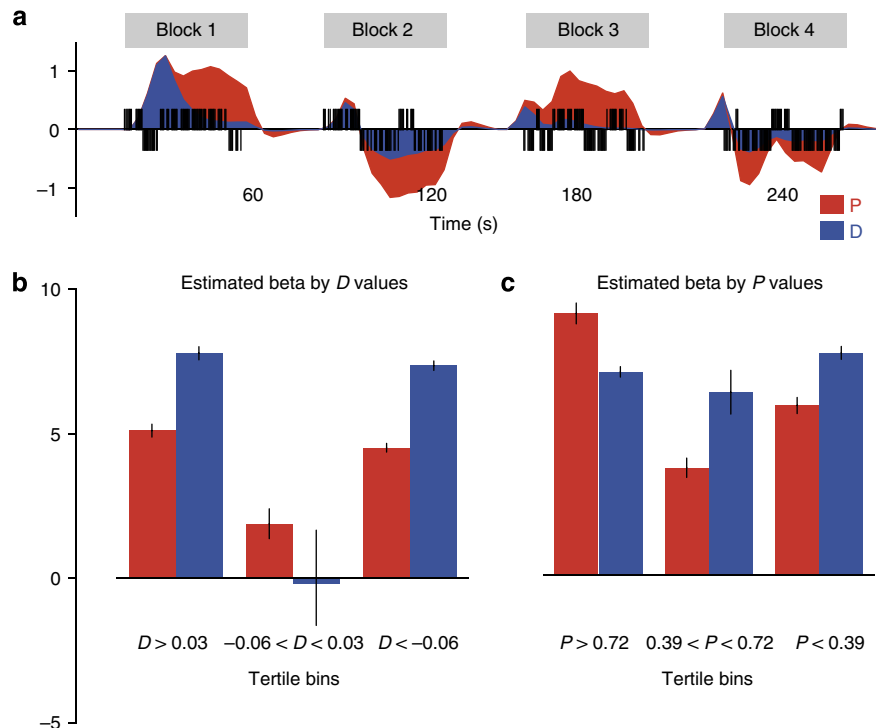 a
Block 1 Block 2 Block 3 Block 4
1
0
−1
60 120 180 240
Time (s)
P
D
b Estimated beta by D values
c Estimated beta by P values
10
5
0
−5
D > 0.03 −0.06 < D < 0.03 D < −0.06
Tertile bins
P > 0.72 0.39 < P < 0.72 P < 0.39
Tertile bins